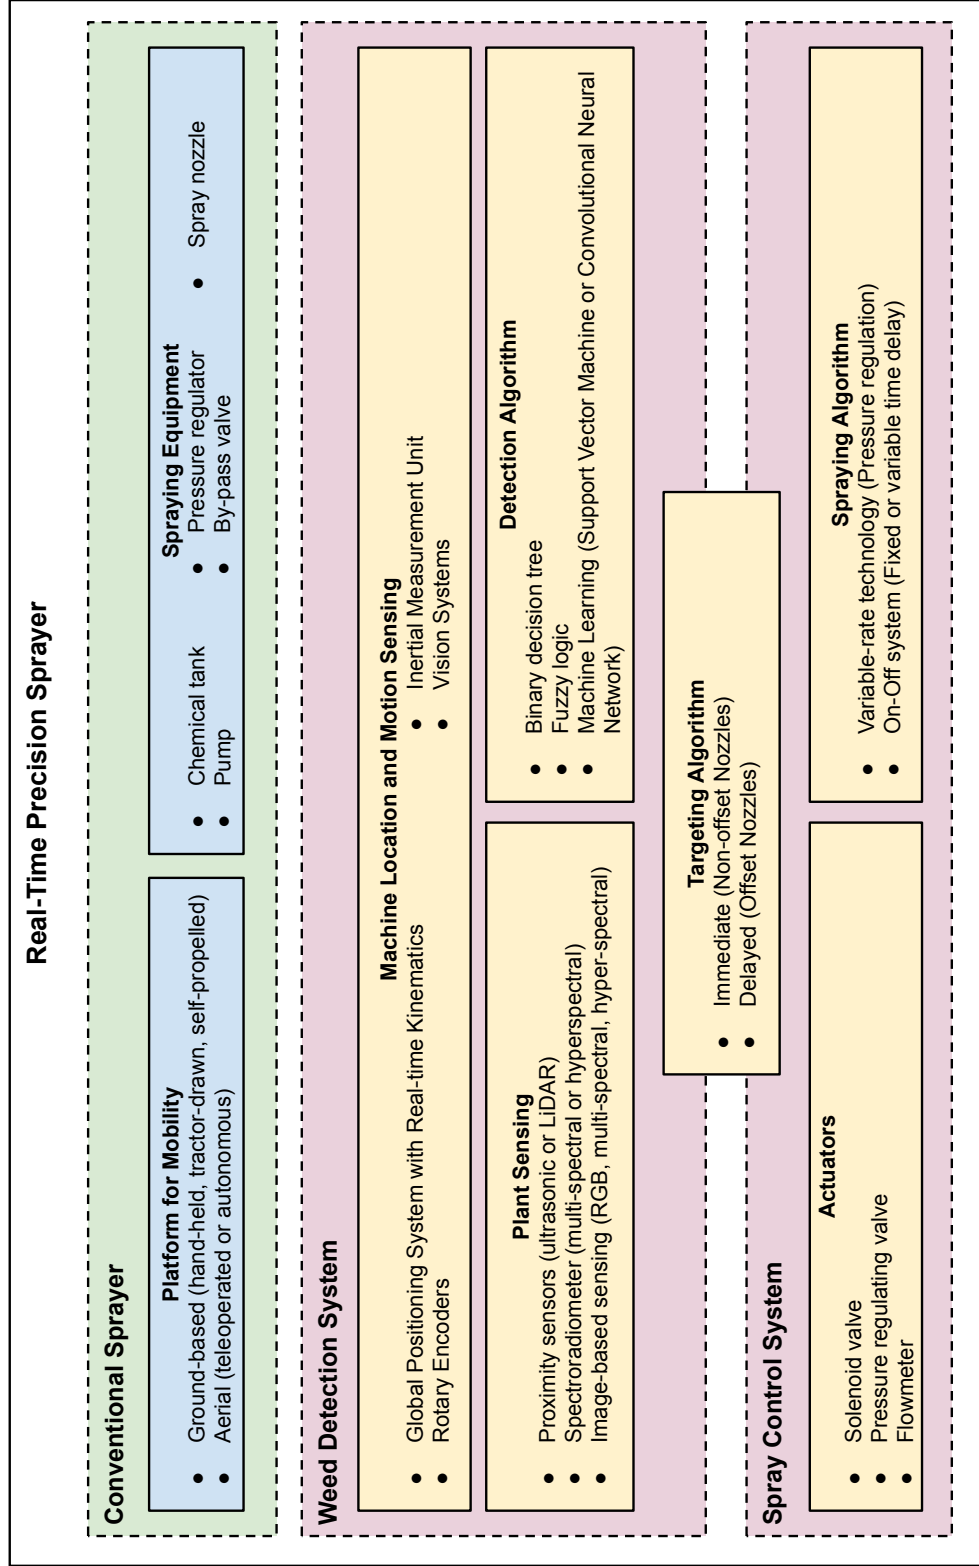 Real-Time Precision Sprayer
Conventional Sprayer
Platform for Mobility
● Ground-based (hand-held, tractor-drawn, self-propelled)
● Aerial (teleoperated or autonomous)
Spraying Equipment
● Chemical tank
● Pump
● Pressure regulator
● By-pass valve
● Spray nozzle
Weed Detection System
Machine Location and Motion Sensing
● Global Positioning System with Real-time Kinematics
● Rotary Encoders
● Inertial Measurement Unit
● Vision Systems
Plant Sensing
● Proximity sensors (ultrasonic or LiDAR)
● Spectroradiometer (multi-spectral or hyperspectral)
● Image-based sensing (RGB, multi-spectral, hyper-spectral)
Detection Algorithm
● Binary decision tree
● Fuzzy logic
● Machine Learning (Support Vector Machine or Convolutional Neural
Network)
Targeting Algorithm
● Immediate (Non-offset Nozzles)
● Delayed (Offset Nozzles)
Spray Control System
Actuators
● Solenoid valve
● Pressure regulating valve
● Flowmeter
Spraying Algorithm
● Variable-rate technology (Pressure regulation)
● On-Off system (Fixed or variable time delay)